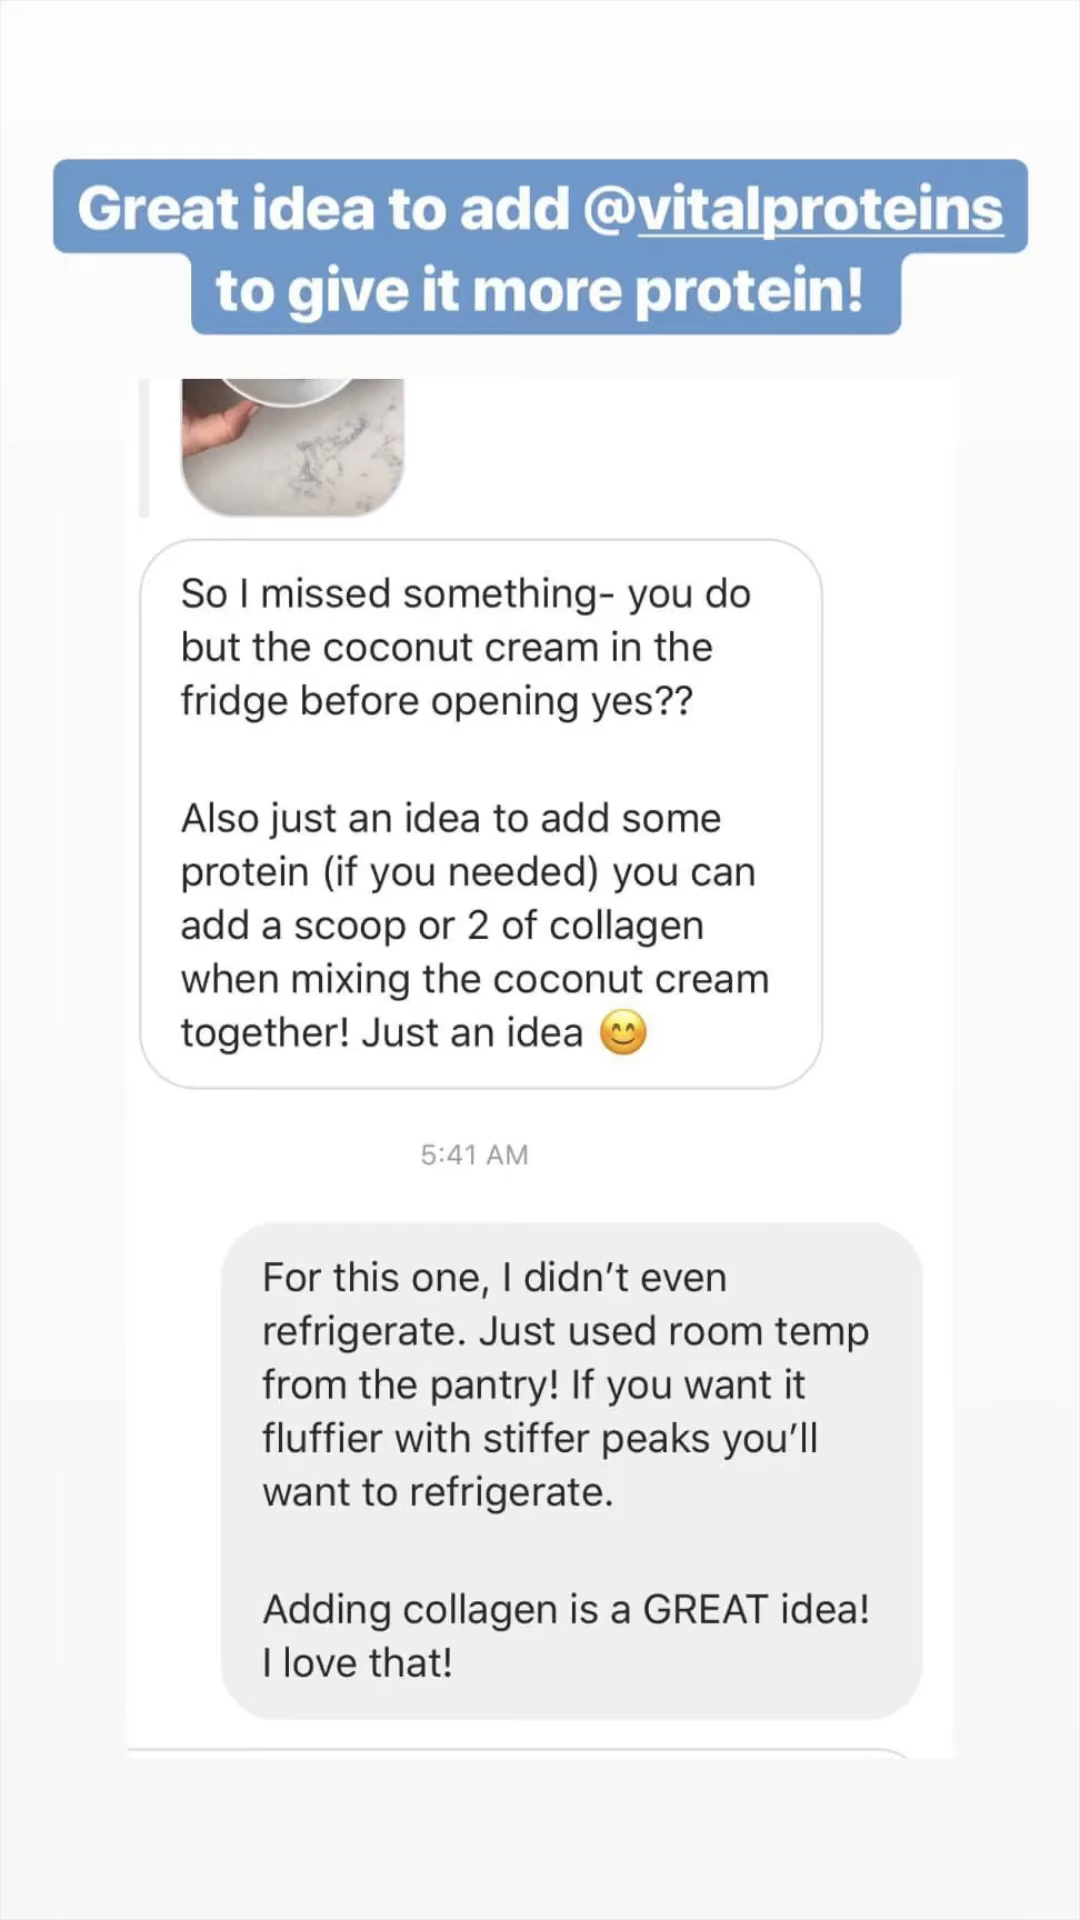 Great idea to add @vitalproteins
to give it more protein!
So I missed something- you do
but the coconut cream in the
fridge before opening yes??
Also just an idea to add some
protein (if you needed) you can
add a scoop or 2 of collagen
when mixing the coconut cream
together! Just an idea 😊
5:41 AM
For this one, I didn’t even
refrigerate. Just used room temp
from the pantry! If you want it
fluffier with stiffer peaks you’ll
want to refrigerate.
Adding collagen is a GREAT idea!
I love that!